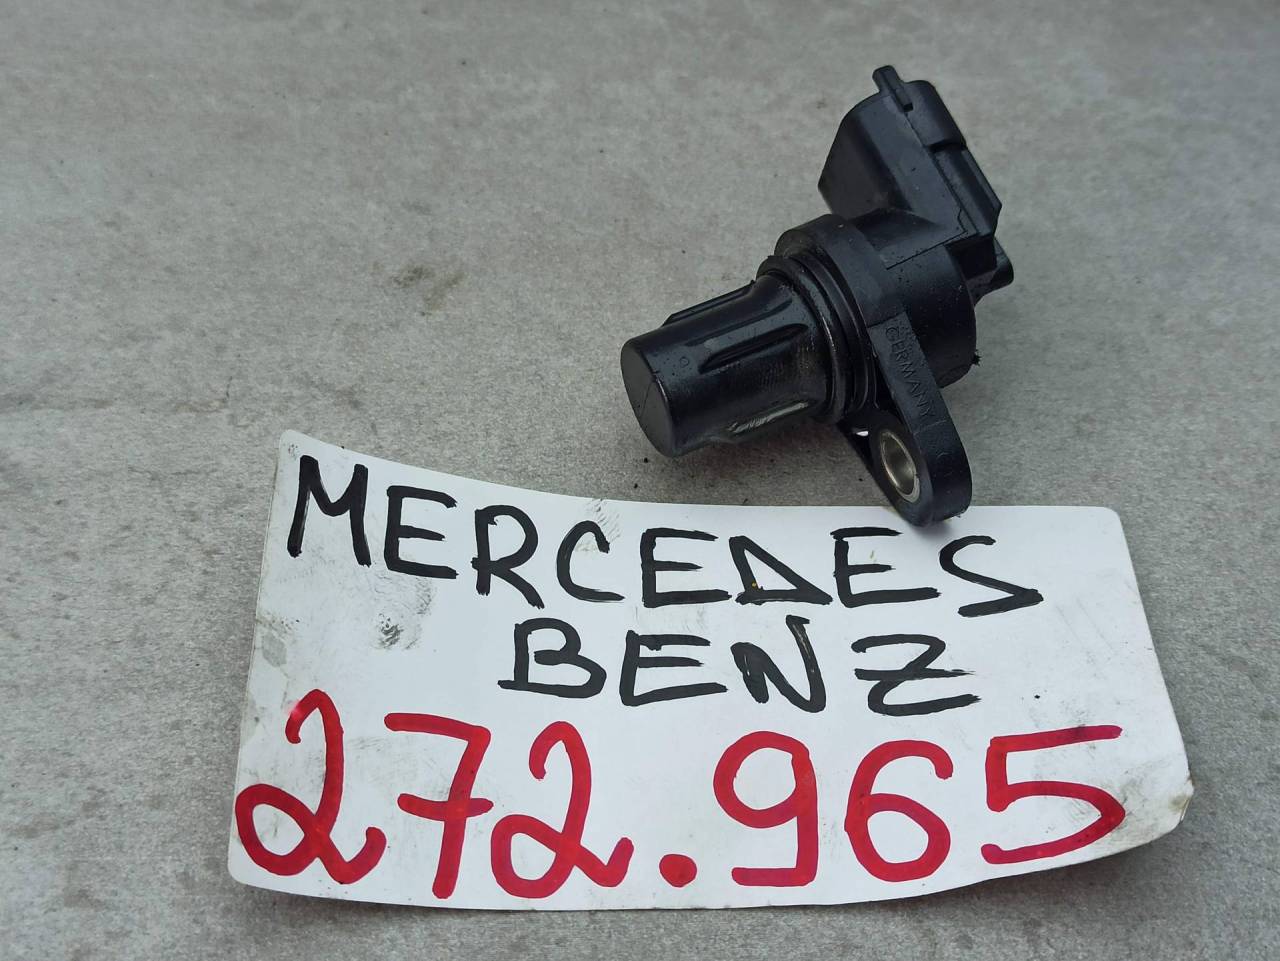 GERMANY
MERCEDES
BENZ
272.965